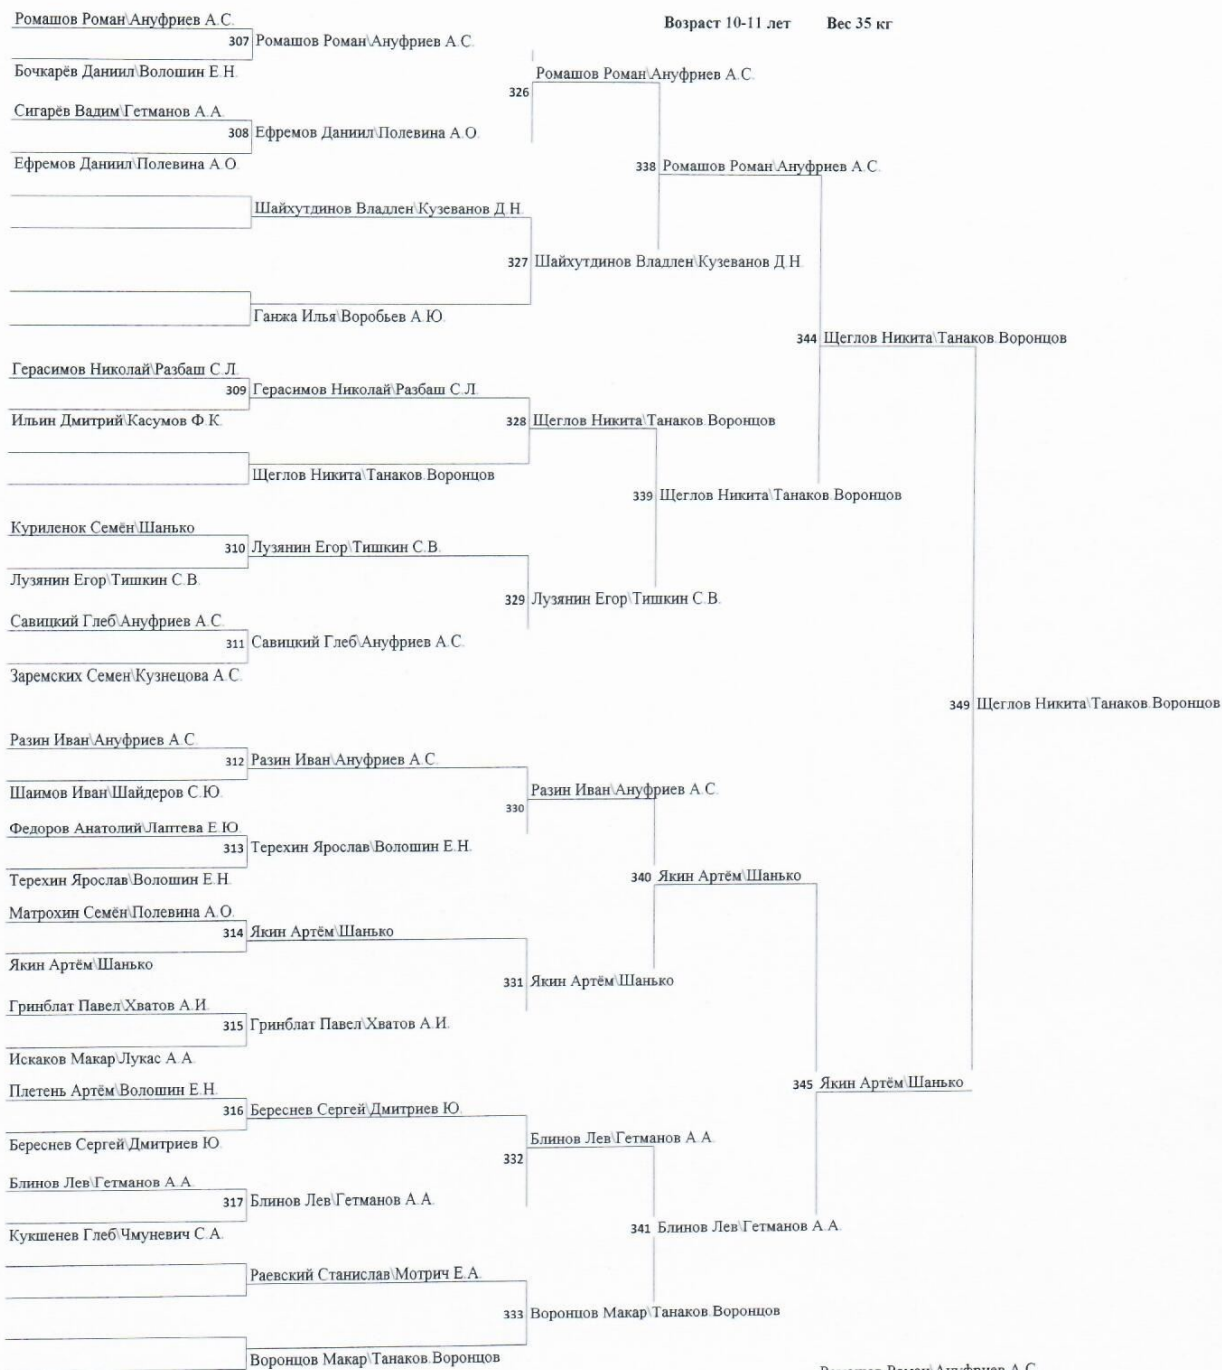 Ромашов Роман\Ануфриев А.С.
Возраст 10-11 лет Вес 35 кг
307 Ромашов Роман\Ануфриев А.С.
Бочкарёв Даниил\Волошин Е.Н.
Ромашов Роман\Ануфриев А.С.
326
Сигарёв Вадим\Гетманов А.А.
308 Ефремов Даниил\Полевина А.О.
Ефремов Даниил\Полевина А.О.
338 Ромашов Роман\Ануфриев А.С.
Шайхутдинов Владлен\Кузеванов Д.Н.
327 Шайхутдинов Владлен\Кузеванов Д.Н.
Ганжа Илья\Воробьев А.Ю.
344 Щеглов Никита\Танаков.Воронцов
Герасимов Николай\Разбаш С.Л.
309 Герасимов Николай\Разбаш С.Л.
Ильин Дмитрий\Касумов Ф.К.
328 Щеглов Никита\Танаков.Воронцов
Щеглов Никита\Танаков.Воронцов
339 Щеглов Никита\Танаков.Воронцов
Куриленок Семён\Шанько
310 Лузянин Егор\Тишкин С.В.
Лузянин Егор\Тишкин С.В.
329 Лузянин Егор\Тишкин С.В.
Савицкий Глеб\Ануфриев А.С.
311 Савицкий Глеб\Ануфриев А.С.
Заремских Семен\Кузнецова А.С.
349 Щеглов Никита\Танаков.Воронцов
Разин Иван\Ануфриев А.С.
312 Разин Иван\Ануфриев А.С.
Шаимов Иван\Шайдеров С.Ю.
Разин Иван\Ануфриев А.С.
330
Федоров Анатолий\Лаптева Е.Ю.
313 Терехин Ярослав\Волошин Е.Н.
Терехин Ярослав\Волошин Е.Н.
340 Якин Артём\Шанько
Матрохин Семён\Полевина А.О.
314 Якин Артём\Шанько
Якин Артём\Шанько
331 Якин Артём\Шанько
Гринблат Павел\Хватов А.И.
315 Гринблат Павел\Хватов А.И.
Искаков Макар\Лукас А.А.
345 Якин Артём\Шанько
Плетень Артём\Волошин Е.Н.
316 Береснев Сергей\Дмитриев Ю.
Береснев Сергей\Дмитриев Ю.
Блинов Лев\Гетманов А.А.
332
Блинов Лев\Гетманов А.А.
317 Блинов Лев\Гетманов А.А.
Кукшенев Глеб\Чмуневич С.А.
341 Блинов Лев\Гетманов А.А.
Раевский Станислав\Мотрич Е.А.
333 Воронцов Макар\Танаков.Воронцов
Воронцов Макар\Танаков.Воронцов
Ромашов Роман\Ануфриев А.С.